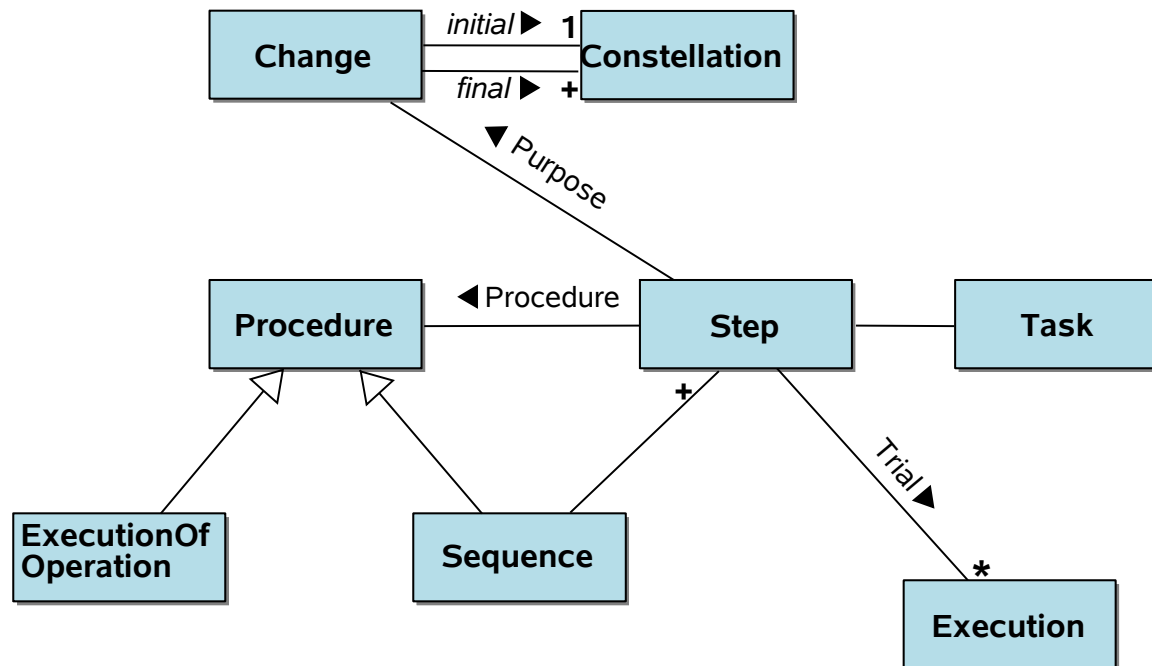 initial ▶ 1
Change
Constellation
final ▶ +
◀ Purpose
◀ Procedure
Procedure
Step
Task
+
Trial ▶
ExecutionOf
Operation
Sequence
*
Execution